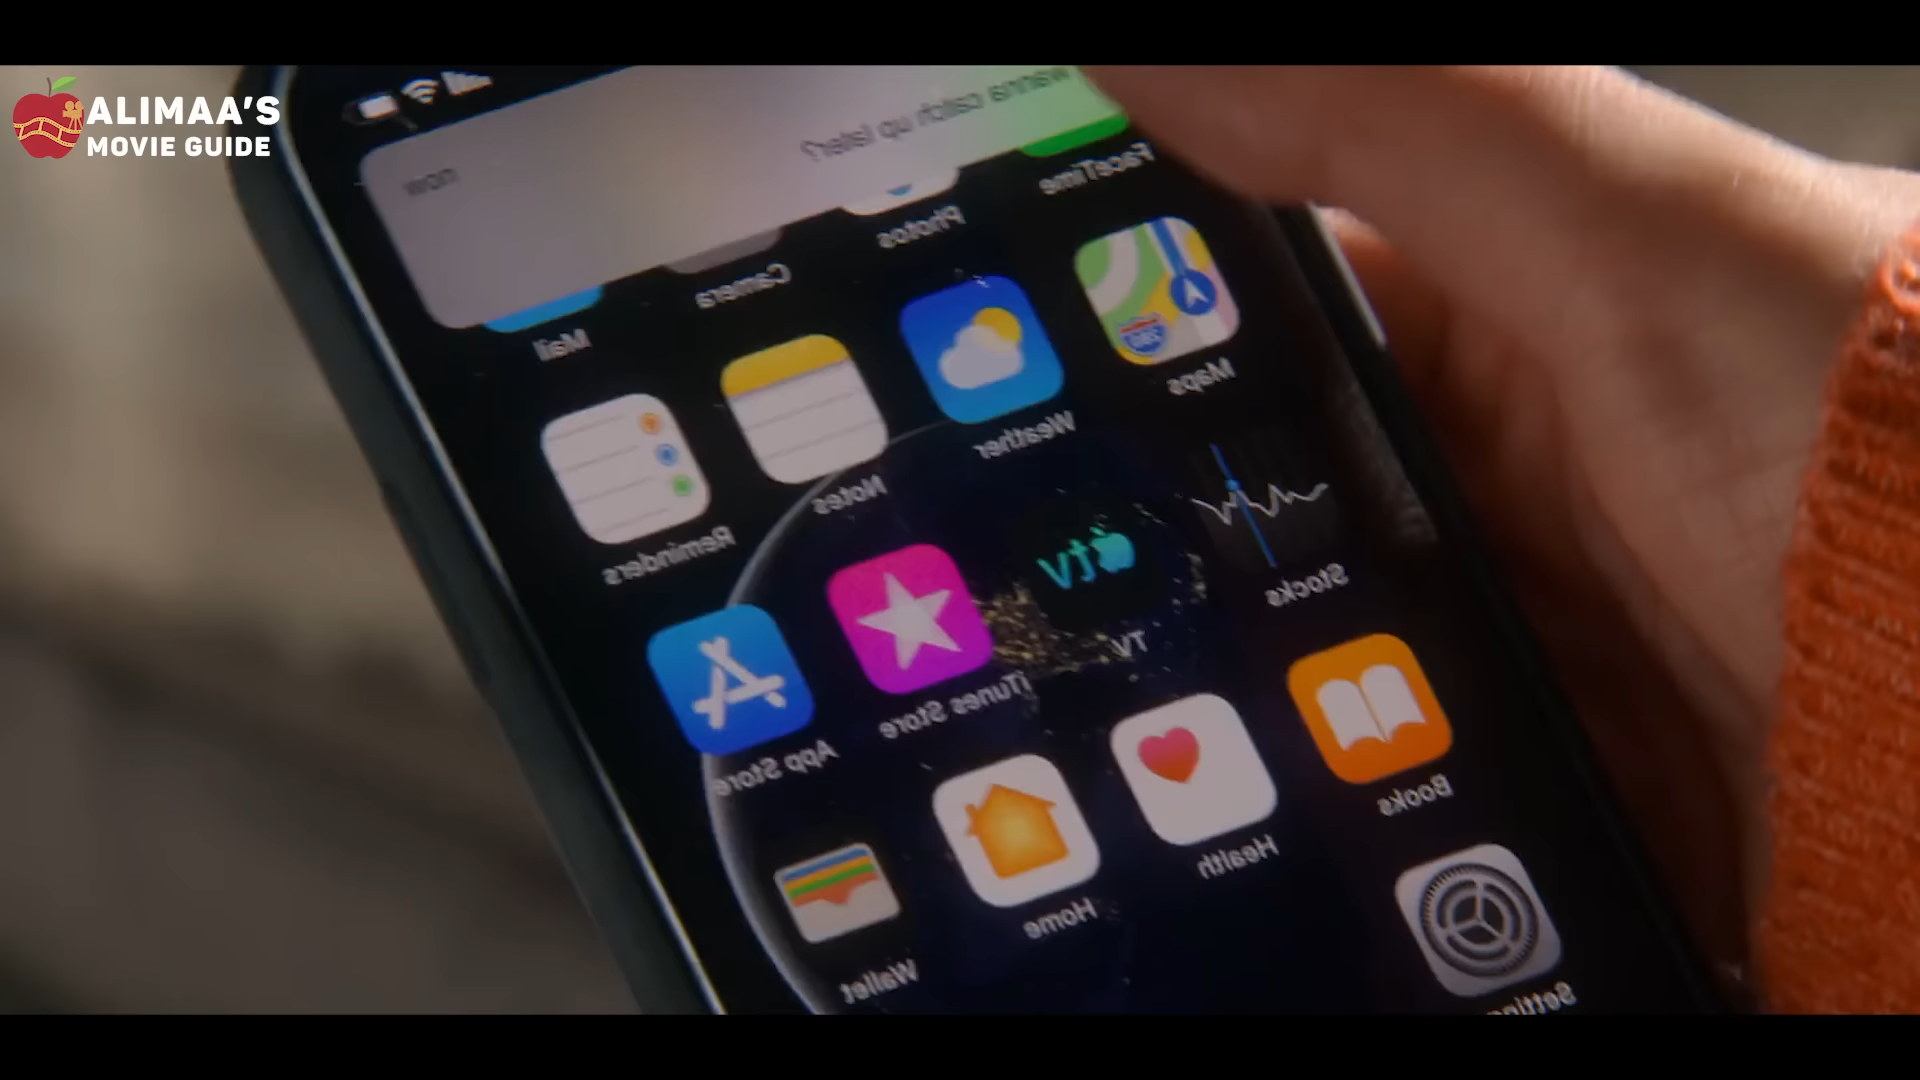 ALIMAA'S
MOVIE GUIDE
wanna catch up later?
now
FaceTime
Photos
Camera
Mail
Maps
Weather
Notes
Reminders
Stocks
tv
TV
iTunes Store
App Store
Books
Health
Home
Wallet